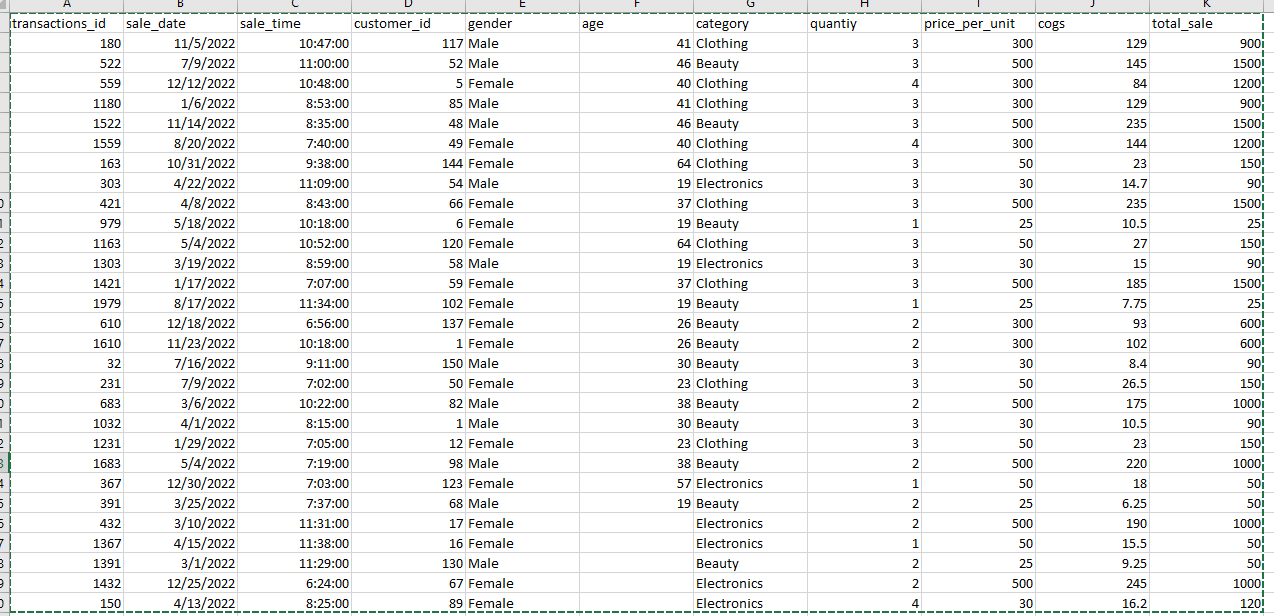 A B C D E F G H I J K
transactions_id sale_date sale_time customer_id gender age category quantiy price_per_unit cogs total_sale
180 11/5/2022 10:47:00 117 Male 41 Clothing 3 300 129 900
522 7/9/2022 11:00:00 52 Male 46 Beauty 3 500 145 1500
559 12/12/2022 10:48:00 5 Female 40 Clothing 4 300 84 1200
1180 1/6/2022 8:53:00 85 Male 41 Clothing 3 300 129 900
1522 11/14/2022 8:35:00 48 Male 46 Beauty 3 500 235 1500
1559 8/20/2022 7:40:00 49 Female 40 Clothing 4 300 144 1200
163 10/31/2022 9:38:00 144 Female 64 Clothing 3 50 23 150
303 4/22/2022 11:09:00 54 Male 19 Electronics 3 30 14.7 90
421 4/8/2022 8:43:00 66 Female 37 Clothing 3 500 235 1500
979 5/18/2022 10:18:00 6 Female 19 Beauty 1 25 10.5 25
1163 5/4/2022 10:52:00 120 Female 64 Clothing 3 50 27 150
1303 3/19/2022 8:59:00 58 Male 19 Electronics 3 30 15 90
1421 1/17/2022 7:07:00 59 Female 37 Clothing 3 500 185 1500
1979 8/17/2022 11:34:00 102 Female 19 Beauty 1 25 7.75 25
610 12/18/2022 6:56:00 137 Female 26 Beauty 2 300 93 600
1610 11/23/2022 10:18:00 1 Female 26 Beauty 2 300 102 600
32 7/16/2022 9:11:00 150 Male 30 Beauty 3 30 8.4 90
231 7/9/2022 7:02:00 50 Female 23 Clothing 3 50 26.5 150
683 3/6/2022 10:22:00 82 Male 38 Beauty 2 500 175 1000
1032 4/1/2022 8:15:00 1 Male 30 Beauty 3 30 10.5 90
1231 1/29/2022 7:05:00 12 Female 23 Clothing 3 50 23 150
1683 5/4/2022 7:19:00 98 Male 38 Beauty 2 500 220 1000
367 12/30/2022 7:03:00 123 Female 57 Electronics 1 50 18 50
391 3/25/2022 7:37:00 68 Male 19 Beauty 2 25 6.25 50
432 3/10/2022 11:31:00 17 Female Electronics 2 500 190 1000
1367 4/15/2022 11:38:00 16 Female Electronics 1 50 15.5 50
1391 3/1/2022 11:29:00 130 Male Beauty 2 25 9.25 50
1432 12/25/2022 6:24:00 67 Female Electronics 2 500 245 1000
150 4/13/2022 8:25:00 89 Female Electronics 4 30 16.2 120